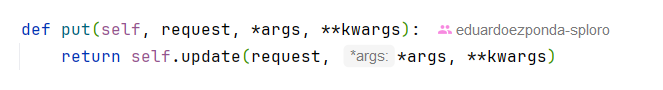 def put(self, request, *args, **kwargs): eduardoezponda-sploro
return self.update(request, *args: *args, **kwargs)